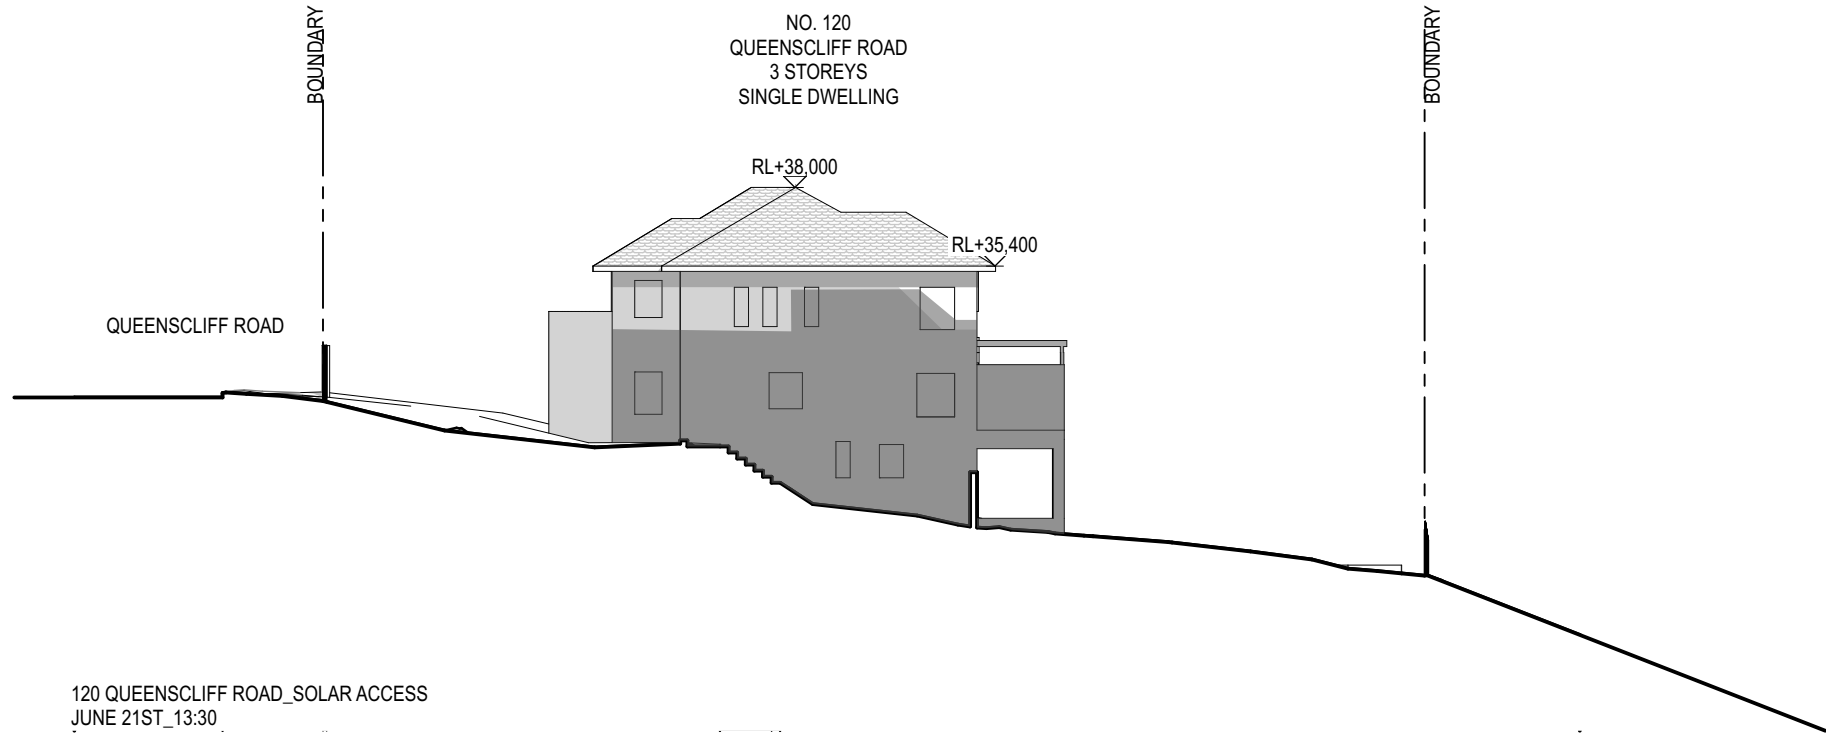 BOUNDARY
NO. 120
QUEENSCLIFF ROAD
3 STOREYS
SINGLE DWELLING
BOUNDARY
RL+38,000
RL+35,400
QUEENSCLIFF ROAD
120 QUEENSCLIFF ROAD_SOLAR ACCESS
JUNE 21ST_13:30